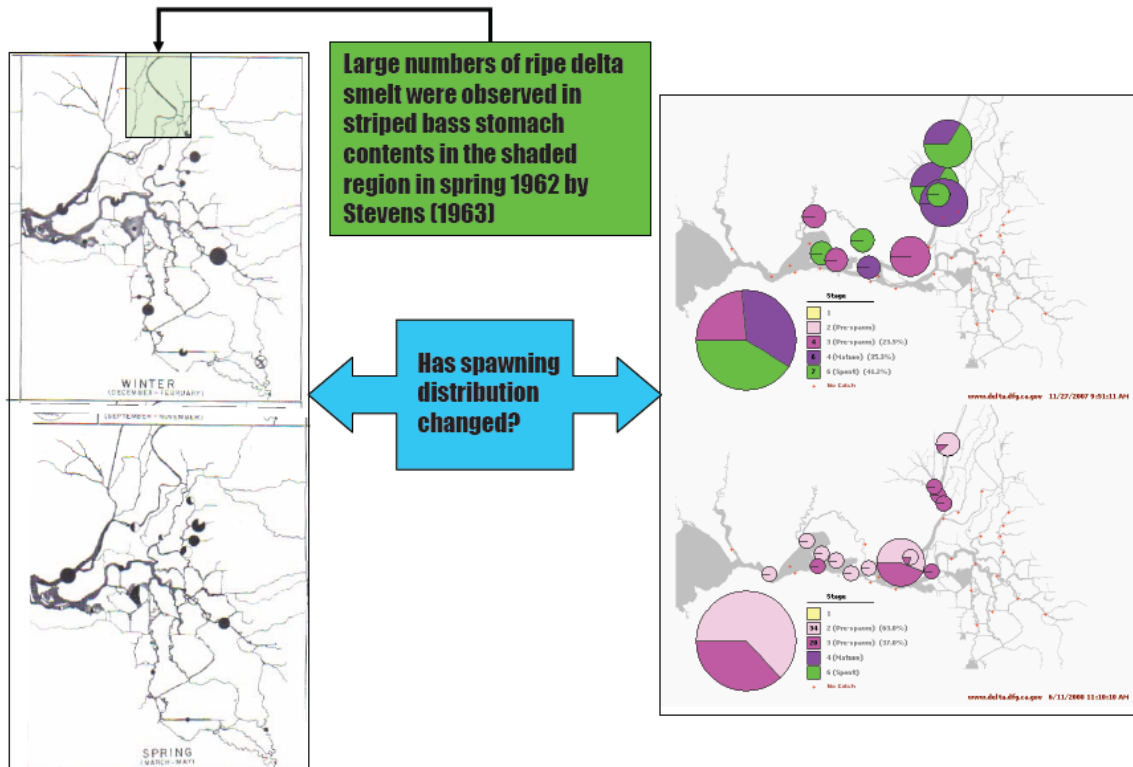 Large numbers of ripe delta
smelt were observed in
striped bass stomach
contents in the shaded
region in spring 1962 by
Stevens (1963)
WINTER
(DECEMBER-FEBRUARY)
(SEPTEMBER-NOVEMBER)
SPRING
(MARCH-MAY)
Has spawning
distribution
changed?
Stage
1
2 (Pre-spawn)
4 3 (Pre-spawn) (23.5%)
6 4 (Mature) (35.3%)
7 6 (Spent) (41.2%)
No Catch
www.delta.dfg.ca.gov 11/27/2007 9:51:11 AM
Stage
1
34 2 (Pre-spawn) (63.0%)
20 3 (Pre-spawn) (37.0%)
4 (Mature)
6 (Spent)
No Catch
www.delta.dfg.ca.gov 6/11/2008 11:10:10 AM